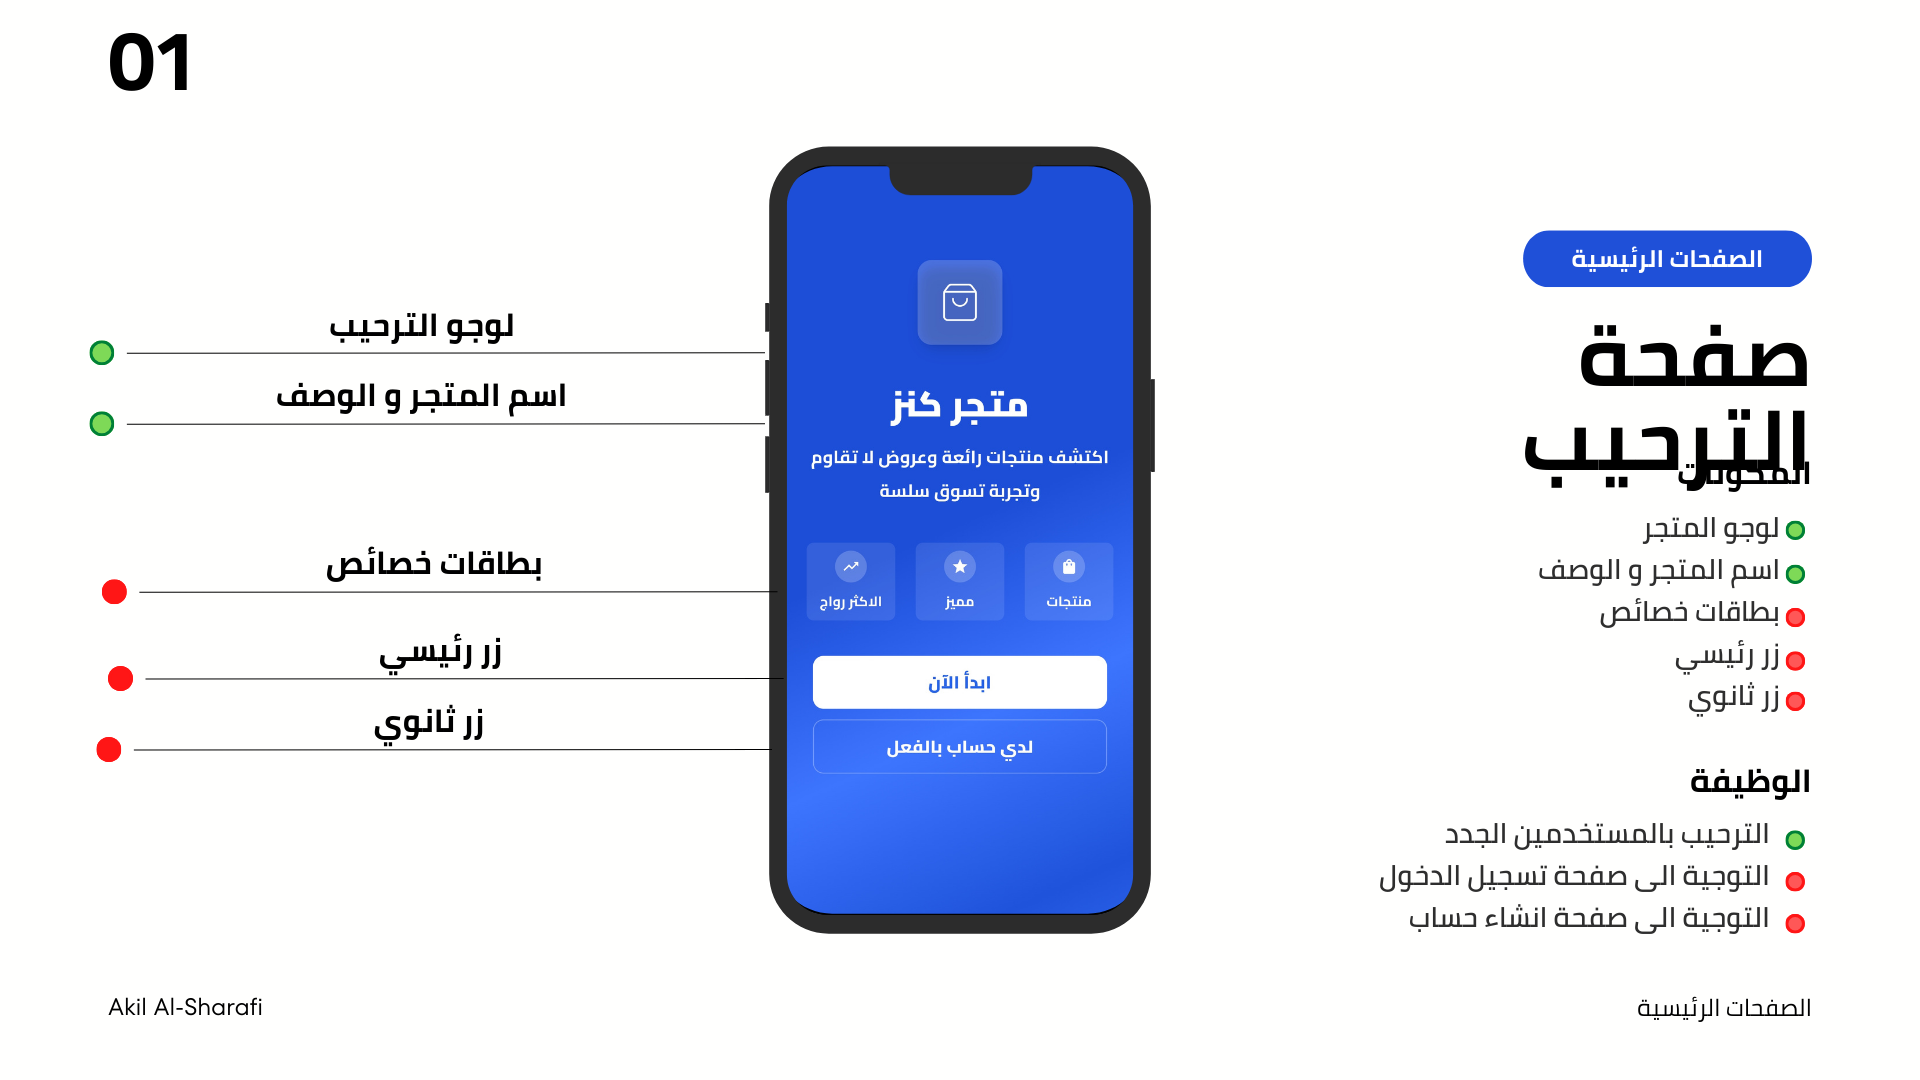 01
الصفحات الرئيسية
صفحة
الترحيب
المكونات
لوجو المتجر
اسم المتجر و الوصف
بطاقات خصائص
زر رئيسي
زر ثانوي
الوظيفة
الترحيب بالمستخدمين الجدد
التوجية الى صفحة تسجيل الدخول
التوجية الى صفحة انشاء حساب
متجر كنز
اكتشف منتجات رائعة وعروض لا تقاوم
وتجربة تسوق سلسة
منتجات
مميز
الاكثر رواج
ابدأ الآن
لدي حساب بالفعل
لوجو الترحيب
اسم المتجر و الوصف
بطاقات خصائص
زر رئيسي
زر ثانوي
الصفحات الرئيسية
Akil Al-Sharafi